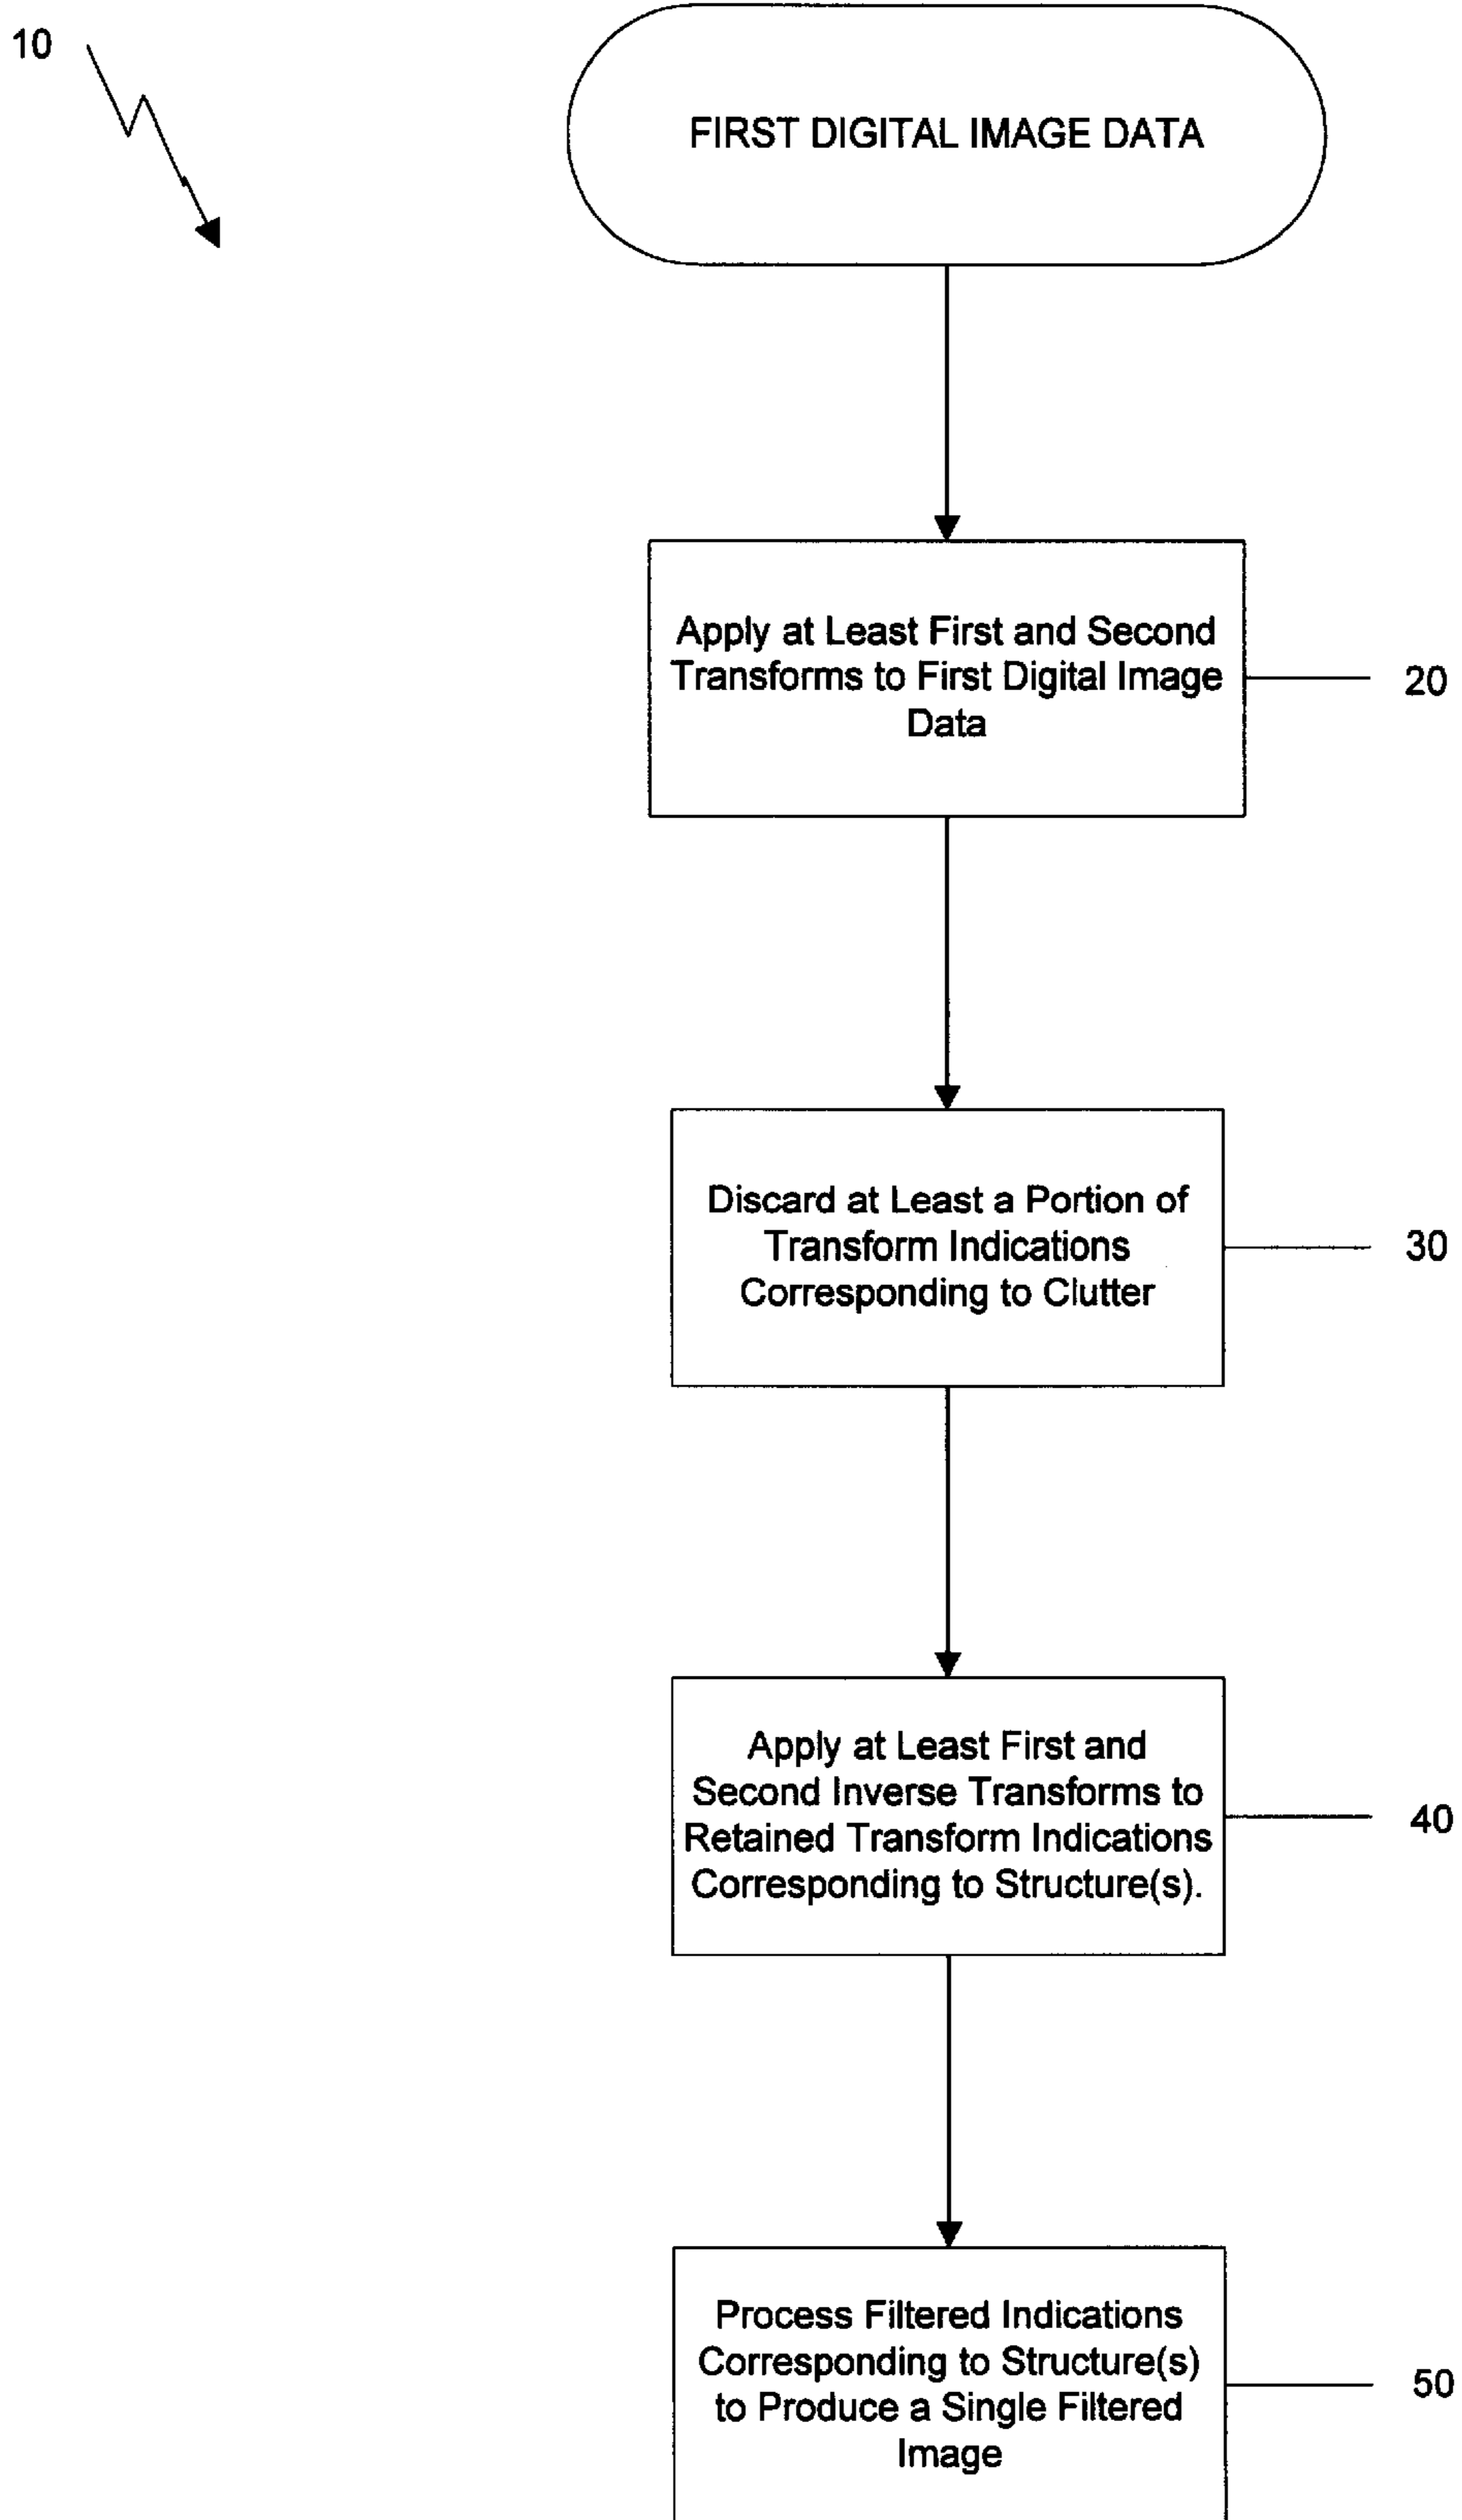 10
FIRST DIGITAL IMAGE DATA
Apply at Least First and Second
Transforms to First Digital Image
Data
20
Discard at Least a Portion of
Transform Indications
Corresponding to Clutter
30
Apply at Least First and
Second Inverse Transforms to
Retained Transform Indications
Corresponding to Structure(s).
40
Process Filtered Indications
Corresponding to Structure(s)
to Produce a Single Filtered
Image
50